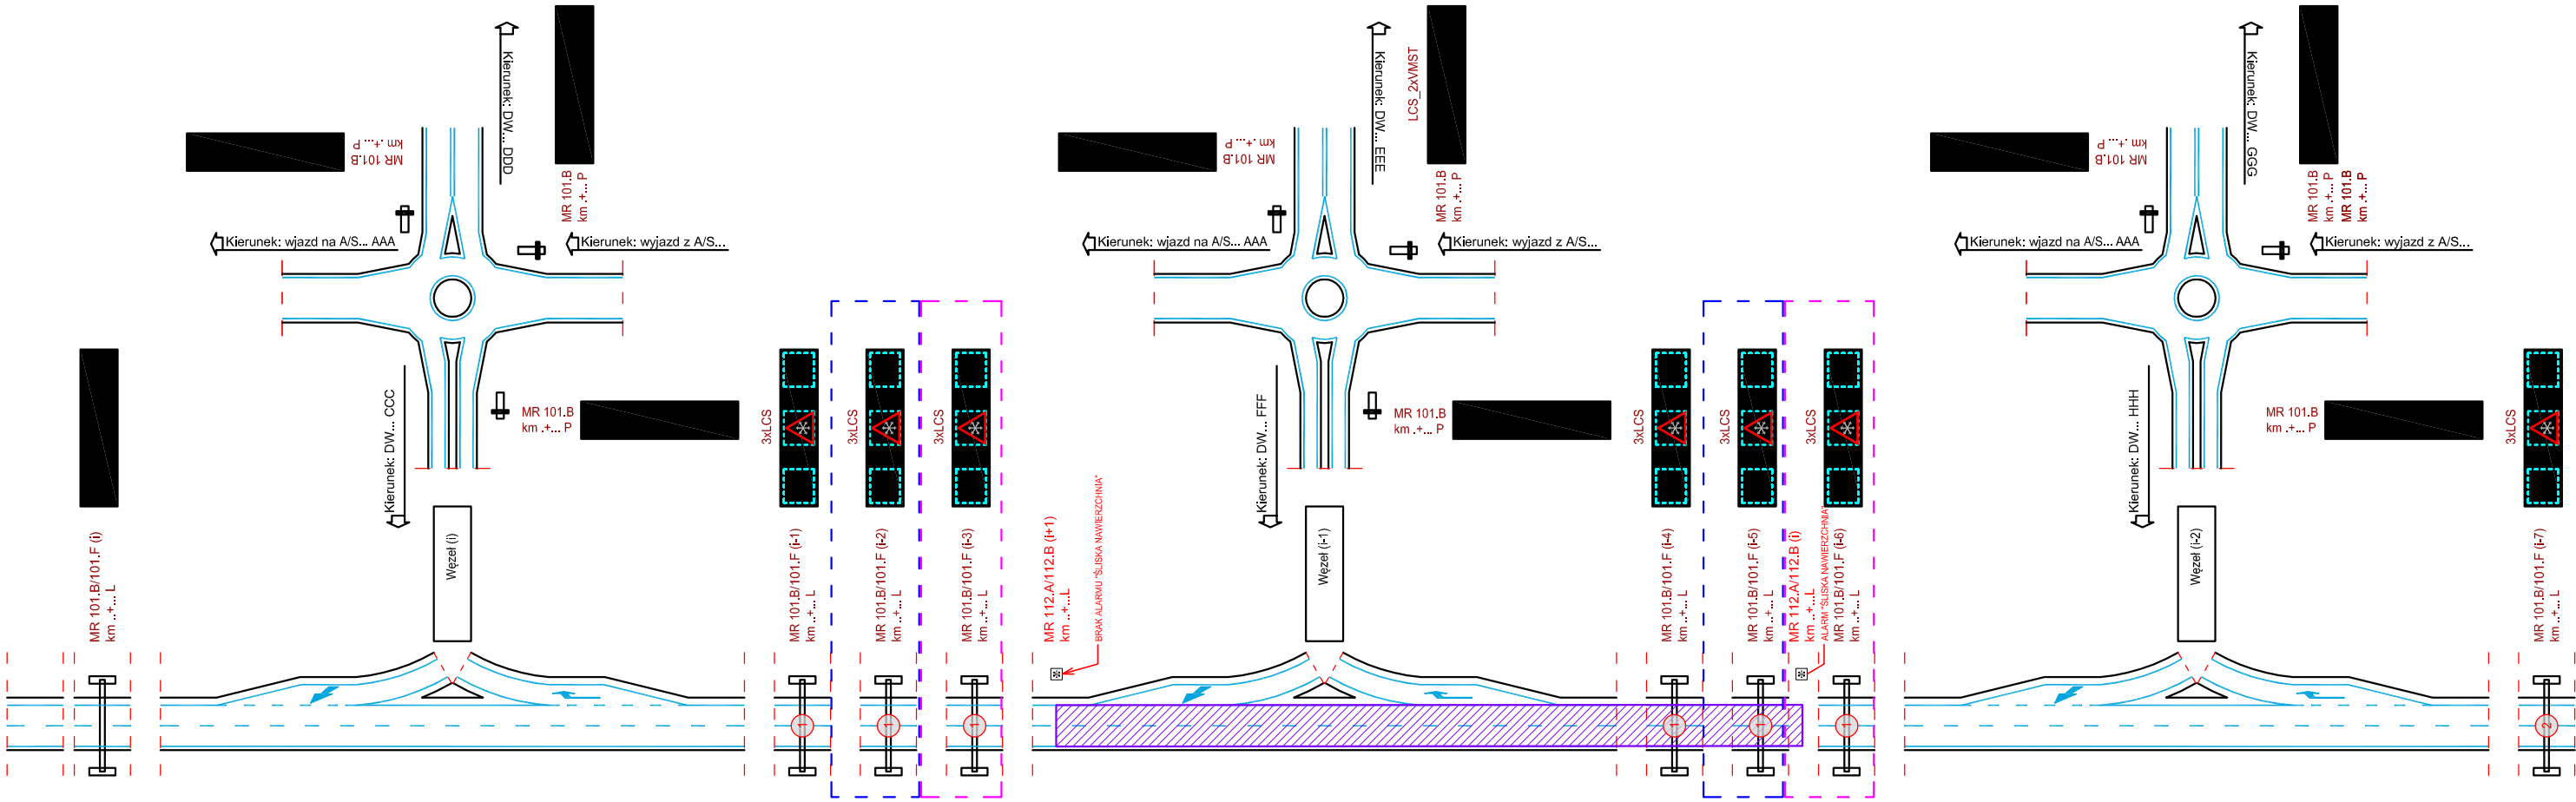 Kierunek: DW... DDD
MR 101.B
km .+... P
MR 101.B
km .+... P
Kierunek: wjazd na A/S... AAA
Kierunek: wyjazd z A/S...
Kierunek: DW... CCC
MR 101.B
km .+... P
Węzeł (i)
MR 101.B/101.F (i)
km ..+... L
3xLCS
MR 101.B/101.F (i-1)
km ..+... L
1
3xLCS
MR 101.B/101.F (i-2)
km ..+... L
1
3xLCS
MR 101.B/101.F (i-3)
km ..+... L
1
MR 112.A/112.B (i+1)
km ..+...L
BRAK ALARMU "ŚLISKA NAWIERZCHNIA"
Kierunek: DW... EEE
LCS_2xVMST
MR 101.B
km .+... P
MR 101.B
km .+... P
Kierunek: wjazd na A/S... AAA
Kierunek: wyjazd z A/S...
Kierunek: DW... FFF
MR 101.B
km .+... P
Węzeł (i-1)
3xLCS
MR 101.B/101.F (i-4)
km ..+... L
1
3xLCS
MR 101.B/101.F (i-5)
km ..+... L
1
MR 112.A/112.B (i)
km ..+...L
ALARM "ŚLISKA NAWIERZCHNIA"
3xLCS
MR 101.B/101.F (i-6)
km ..+... L
1
Kierunek: DW... GGG
MR 101.B
km .+... P
MR 101.B
km .+... P
MR 101.B
km .+... P
Kierunek: wjazd na A/S... AAA
Kierunek: wyjazd z A/S...
Kierunek: DW... HHH
MR 101.B
km .+... P
Węzeł (i-2)
3xLCS
MR 101.B/101.F (i-7)
km ..+... L
2